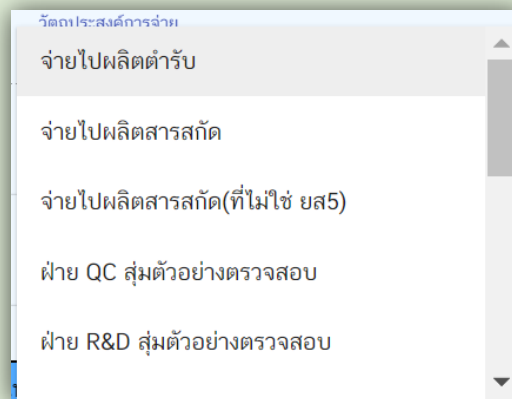 วัตถุประสงค์การจ่าย
จ่ายไปผลิตตำรับ
จ่ายไปผลิตสารสกัด
จ่ายไปผลิตสารสกัด(ที่ไม่ใช่ ยส5)
ฝ่าย QC สุ่มตัวอย่างตรวจสอบ
ฝ่าย R&D สุ่มตัวอย่างตรวจสอบ